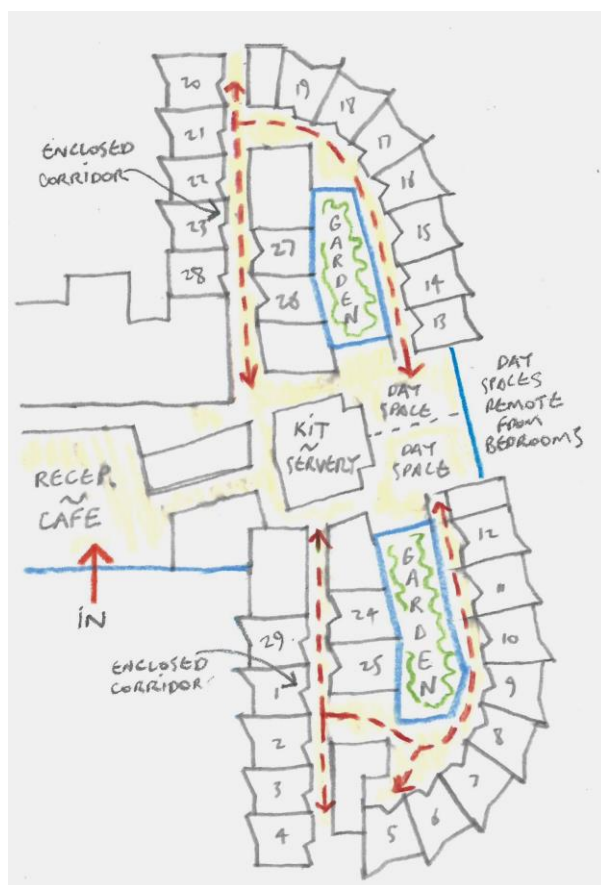 20
19
21
18
22
17
23
16
28
27
15
26
14
13
ENCLOSED
CORRIDOR
GARDEN
DAY
SPACE
DAY
SPACE
DAY
SPACES
REMOTE
FROM
BEDROOMS
KIT
~
SERVERY
RECEP.
~
CAFE
IN
12
11
10
9
8
7
6
5
24
25
GARDEN
29
1
2
3
4
ENCLOSED
CORRIDOR